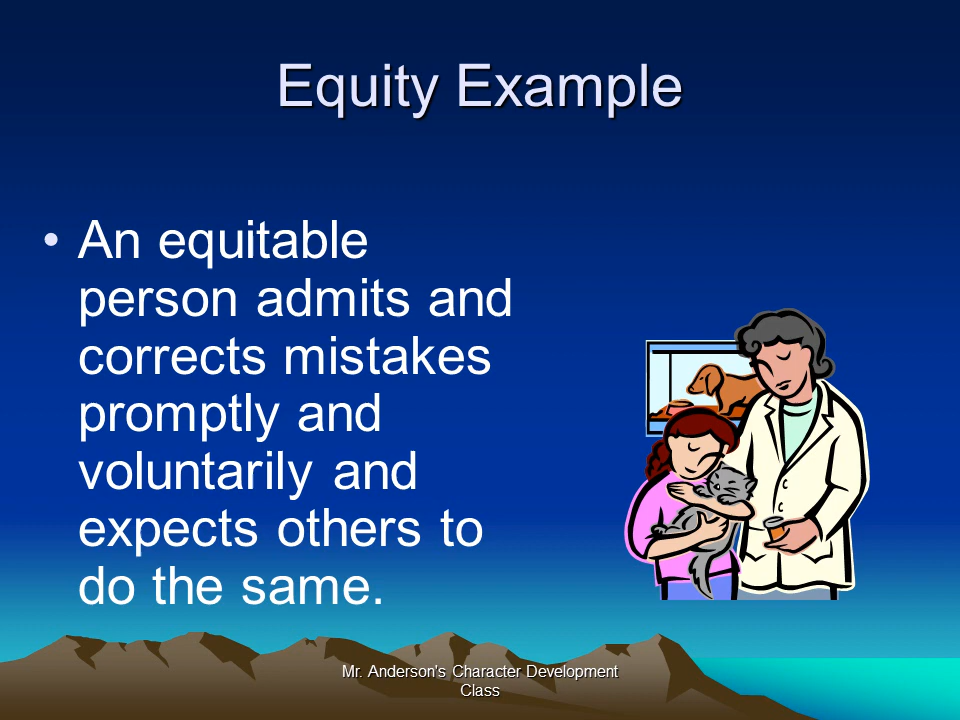 Equity Example
• An equitable
person admits and
corrects mistakes
promptly and
voluntarily and
expects others to
do the same.
Mr. Anderson's Character Development
Class